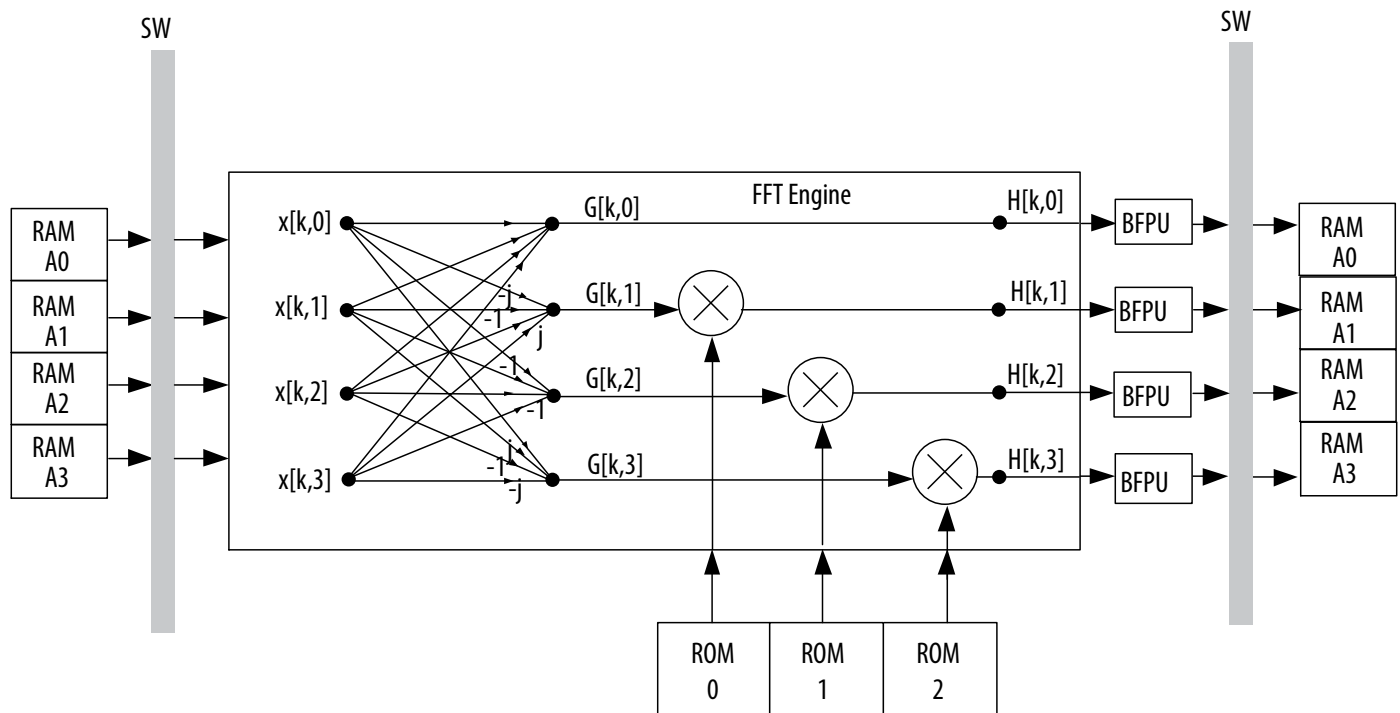 SW
SW
FFT Engine
RAM
A0
RAM
A1
RAM
A2
RAM
A3
x[k,0]
x[k,1]
x[k,2]
x[k,3]
-j
-1
j
-1
-1
j
-1
-j
G[k,0]
G[k,1]
G[k,2]
G[k,3]
H[k,0]
H[k,1]
H[k,2]
H[k,3]
BFPU
BFPU
BFPU
BFPU
RAM
A0
RAM
A1
RAM
A2
RAM
A3
ROM
0
ROM
1
ROM
2